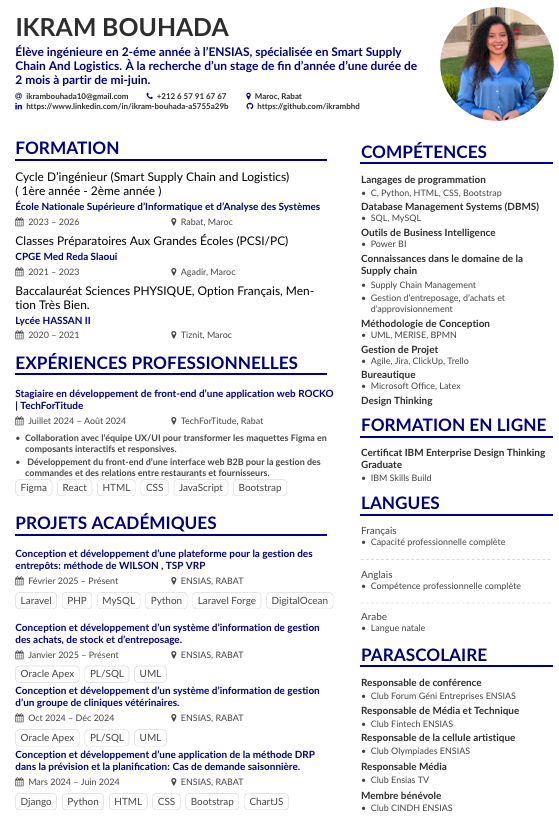 IKRAM BOUHADA
Élève ingénieure en 2-éme année à l'ENSIAS, spécialisée en Smart Supply
Chain And Logistics. À la recherche d'un stage de fin d'année d'une durée de
2 mois à partir de mi-juin.
ikrambouhada10@gmail.com +212 6 57 91 67 67 Maroc, Rabat
https://www.linkedin.com/in/ikram-bouhada-a5755a29b https://github.com/ikrambhd
FORMATION
Cycle D'ingénieur (Smart Supply Chain and Logistics)
( 1ère année - 2ème année )
École Nationale Supérieure d'Informatique et d'Analyse des Systèmes
2023 – 2026 Rabat, Maroc
Classes Préparatoires Aux Grandes Écoles (PCSI/PC)
CPGE Med Reda Slaoui
2021 – 2023 Agadir, Maroc
Baccalauréat Sciences PHYSIQUE, Option Français, Men-
tion Très Bien.
Lycée HASSAN II
2020 – 2021 Tiznit, Maroc
EXPÉRIENCES PROFESSIONNELLES
Stagiaire en développement de front-end d'une application web ROCKO
| TechForTitude
Juillet 2024 – Août 2024 TechForTitude, Rabat
• Collaboration avec l'équipe UX/UI pour transformer les maquettes Figma en
composants interactifs et responsives.
• Développement du front-end d'une interface web B2B pour la gestion des
commandes et des relations entre restaurants et fournisseurs.
Figma React HTML CSS JavaScript Bootstrap
PROJETS ACADÉMIQUES
Conception et développement d'une plateforme pour la gestion des
entrepôts: méthode de WILSON , TSP VRP
Février 2025 – Présent ENSIAS, RABAT
Laravel PHP MySQL Python Laravel Forge DigitalOcean
Conception et développement d'un système d'information de gestion
des achats, de stock et d'entreposage.
Janvier 2025 – Présent ENSIAS, RABAT
Oracle Apex PL/SQL UML
Conception et développement d'un système d'information de gestion
d'un groupe de cliniques vétérinaires.
Oct 2024 – Déc 2024 ENSIAS, RABAT
Oracle Apex PL/SQL UML
Conception et développement d'une application de la méthode DRP
dans la prévision et la planification: Cas de demande saisonnière.
Mars 2024 – Juin 2024 ENSIAS, RABAT
Django Python HTML CSS Bootstrap ChartJS
COMPÉTENCES
Langages de programmation
• C, Python, HTML, CSS, Bootstrap
Database Management Systems (DBMS)
• SQL, MySQL
Outils de Business Intelligence
• Power BI
Connaissances dans le domaine de la
Supply chain
• Supply Chain Management
• Gestion d'entreposage, d'achats et
d'approvisionnement
Méthodologie de Conception
• UML, MERISE, BPMN
Gestion de Projet
• Agile, Jira, ClickUp, Trello
Bureautique
• Microsoft Office, Latex
Design Thinking
FORMATION EN LIGNE
Certificat IBM Enterprise Design Thinking
Graduate
• IBM Skills Build
LANGUES
Français
• Capacité professionnelle complète
Anglais
• Compétence professionnelle complète
Arabe
• Langue natale
PARASCOLAIRE
Responsable de conférence
• Club Forum Géni Entreprises ENSIAS
Responsable de Média et Technique
• Club Fintech ENSIAS
Responsable de la cellule artistique
• Club Olympiades ENSIAS
Responsable Média
• Club Ensias TV
Membre bénévole
• Club CINDH ENSIAS